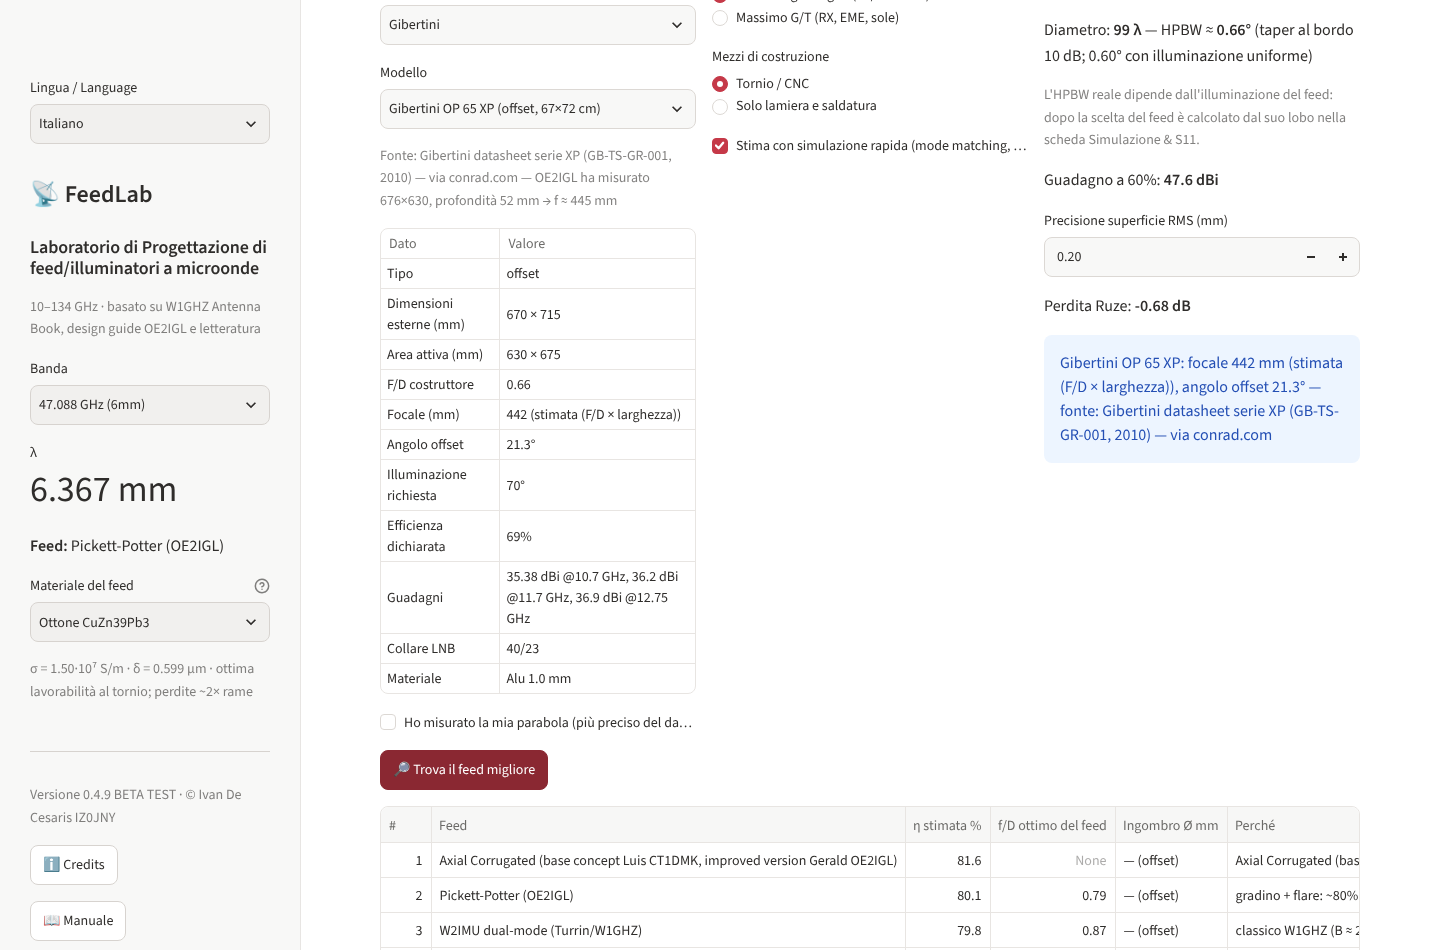 Lingua / Language
Italiano
📡 FeedLab
Laboratorio di Progettazione di
feed/illuminatori a microonde
10–134 GHz · basato su W1GHZ Antenna
Book, design guide OE2IGL e letteratura
Banda
47.088 GHz (6mm)
λ
6.367 mm
Feed: Pickett-Potter (OE2IGL)
Materiale del feed
Ottone CuZn39Pb3
σ = 1.50·10⁷ S/m · δ = 0.599 µm · ottima
lavorabilità al tornio; perdite ~2× rame
Versione 0.4.9 BETA TEST · © Ivan De
Cesaris IZ0JNY
ℹ️ Credits
📖 Manuale
Gibertini
Modello
Gibertini OP 65 XP (offset, 67×72 cm)
Fonte: Gibertini datasheet serie XP (GB-TS-GR-001,
2010) — via conrad.com — OE2IGL ha misurato
676×630, profondità 52 mm → f ≈ 445 mm
Dato Valore
Tipo offset
Dimensioni
esterne (mm) 670 × 715
Area attiva (mm) 630 × 675
F/D costruttore 0.66
Focale (mm) 442 (stimata (F/D × larghezza))
Angolo offset 21.3°
Illuminazione
richiesta 70°
Efficienza
dichiarata 69%
Guadagni 35.38 dBi @10.7 GHz, 36.2 dBi
@11.7 GHz, 36.9 dBi @12.75
GHz
Collare LNB 40/23
Materiale Alu 1.0 mm
Ho misurato la mia parabola (più preciso del da…
🔎 Trova il feed migliore
Massimo G/T (RX, EME, sole)
Mezzi di costruzione
Tornio / CNC
Solo lamiera e saldatura
Stima con simulazione rapida (mode matching, …
Diametro: 99 λ — HPBW ≈ 0.66° (taper al bordo
10 dB; 0.60° con illuminazione uniforme)
L'HPBW reale dipende dall'illuminazione del feed:
dopo la scelta del feed è calcolato dal suo lobo nella
scheda Simulazione & S11.
Guadagno a 60%: 47.6 dBi
Precisione superficie RMS (mm)
0.20
Perdita Ruze: -0.68 dB
Gibertini OP 65 XP: focale 442 mm (stimata
(F/D × larghezza)), angolo offset 21.3° —
fonte: Gibertini datasheet serie XP (GB-TS-
GR-001, 2010) — via conrad.com
# Feed η stimata % f/D ottimo del feed Ingombro Ø mm Perché
1 Axial Corrugated (base concept Luis CT1DMK, improved version Gerald OE2IGL) 81.6 None — (offset) Axial Corrugated (bas
2 Pickett-Potter (OE2IGL) 80.1 0.79 — (offset) gradino + flare: ~80%
3 W2IMU dual-mode (Turrin/W1GHZ) 79.8 0.87 — (offset) classico W1GHZ (B ≈ 2